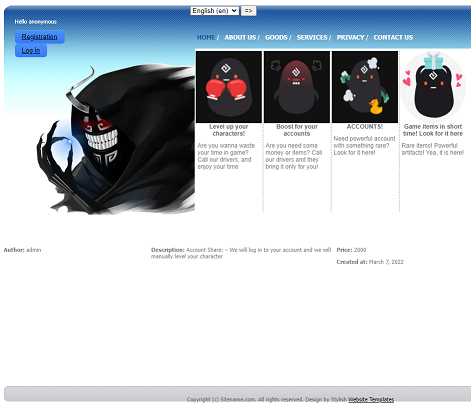 English (en) =>
Hello anonymous
Registration
Log in
HOME / ABOUT US / GOODS / SERVICES / PRIVACY / CONTACT US
Level up your
characters!
Are you wanna waste
your time in game?
Call our drivers, and
enjoy your time
Boost for your
accounts
Are you need some
money or items? Call
our drivers and they
bring it only for you!
ACCOUNTS!
Need powerful account
with something rare?
Look for it here!
Game items in short
time! Look for it here
Rare items! Powerful
artifacts! Yea, it is here!
Author: admin
Description: Account Share: – We will log in to your account and we will
manually level your character
Price: 2000
Created at: March 7, 2022
Copyright (c) Sitename.com. All rights reserved. Design by Stylish Website Templates